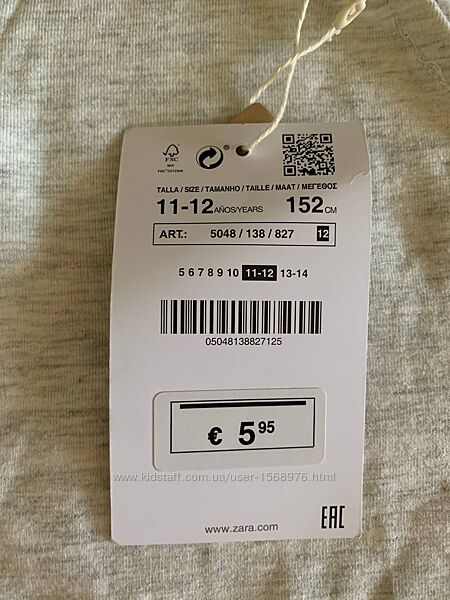 FSC
MIX
®
TALLA / SIZE / TAMANHO / TAILLE / MAAT / ΜΕΓΕΘΟΣ
11-12 AÑOS/YEARS 152 CM
ART.: 5048 / 138 / 827 12
5 6 7 8 9 10 11-12 13-14
05048138827125
€ 5 95
www.kidstaff.com.ua/user-1568976.html
www.zara.com
EAC